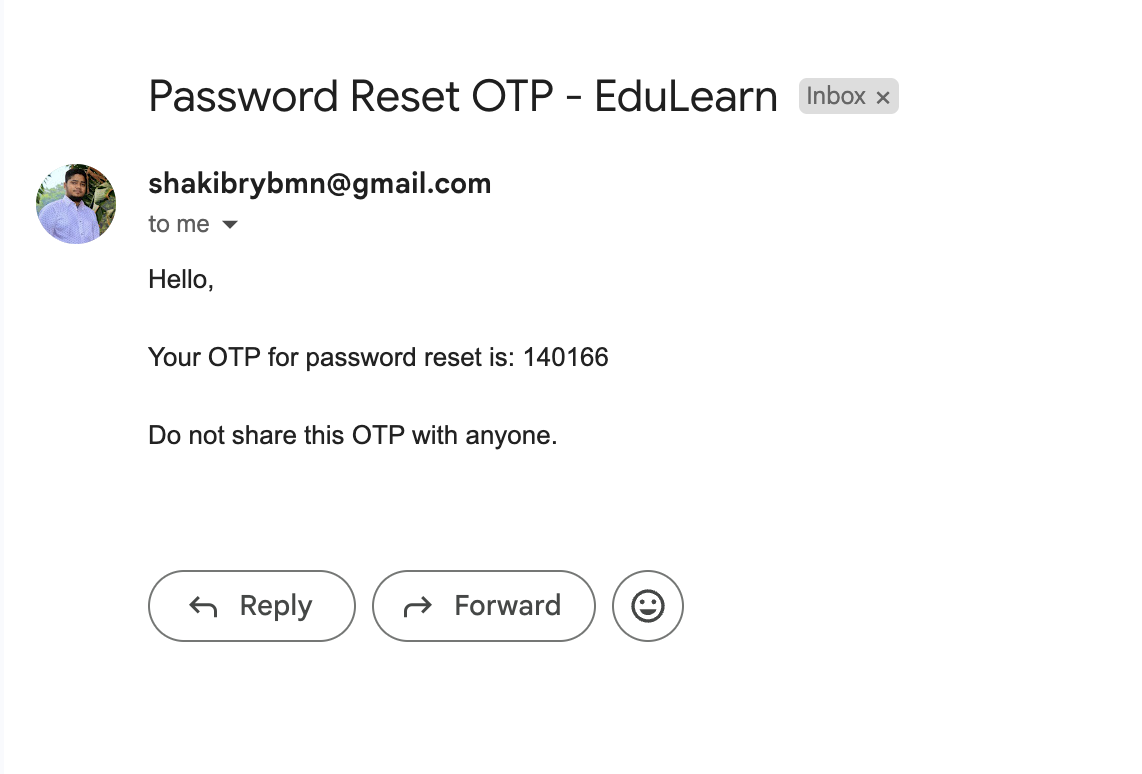 Password Reset OTP - EduLearn Inbox ×
shakibrybmn@gmail.com
to me
Hello,
Your OTP for password reset is: 140166
Do not share this OTP with anyone.
Reply Forward